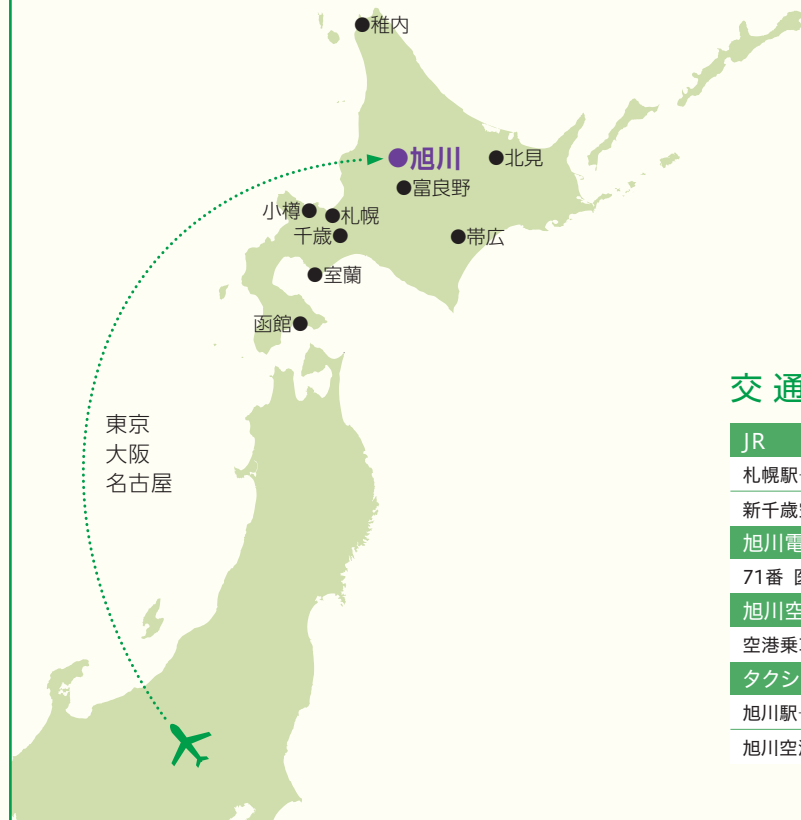 稚内
旭川
北見
富良野
小樽
札幌
千歳
帯広
室蘭
函館
東京
大阪
名古屋
交通
JR
札幌駅
新千歳
旭川電
71番 医
旭川空
空港乗
タクシ
旭川駅
旭川空